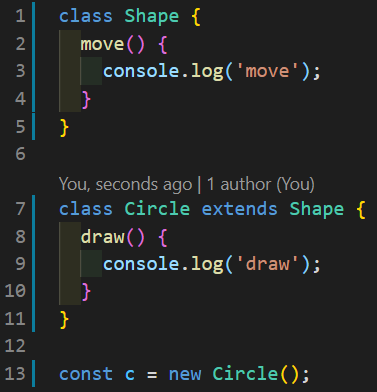 1 class Shape {
2   move() {
3     console.log('move');
4   }
5 }
6
You, seconds ago | 1 author (You)
7 class Circle extends Shape {
8   draw() {
9     console.log('draw');
10   }
11 }
12
13 const c = new Circle();